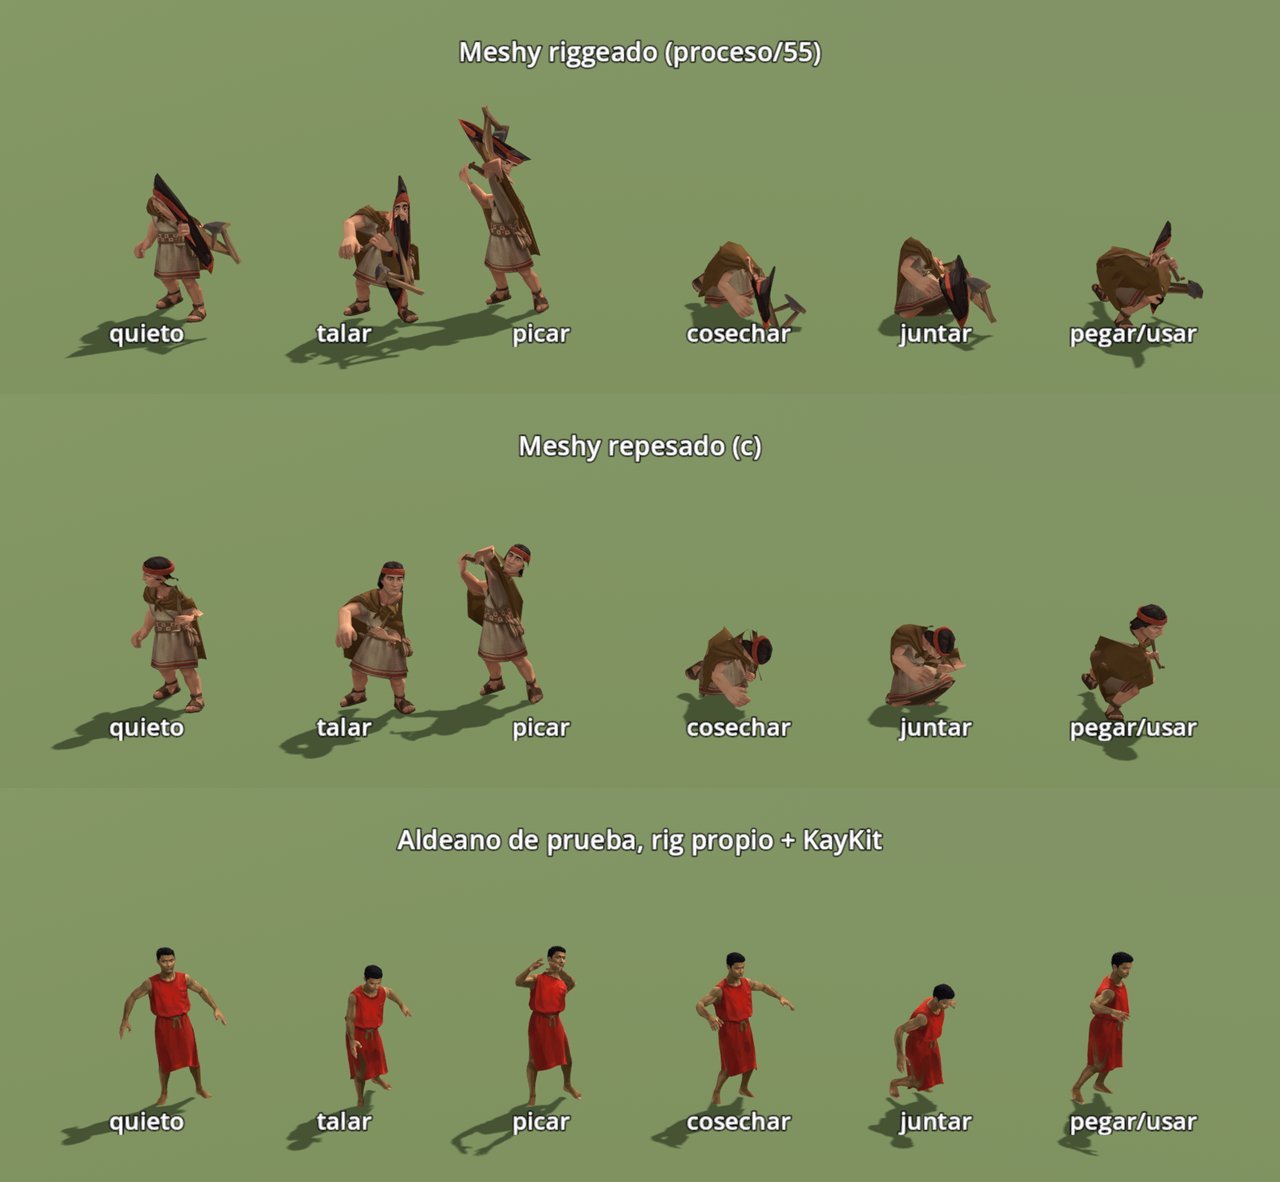 Meshy riggeado (proceso/55)
quieto talar picar cosechar juntar pegar/usar
Meshy repesado (c)
quieto talar picar cosechar juntar pegar/usar
Aldeano de prueba, rig propio + KayKit
quieto talar picar cosechar juntar pegar/usar